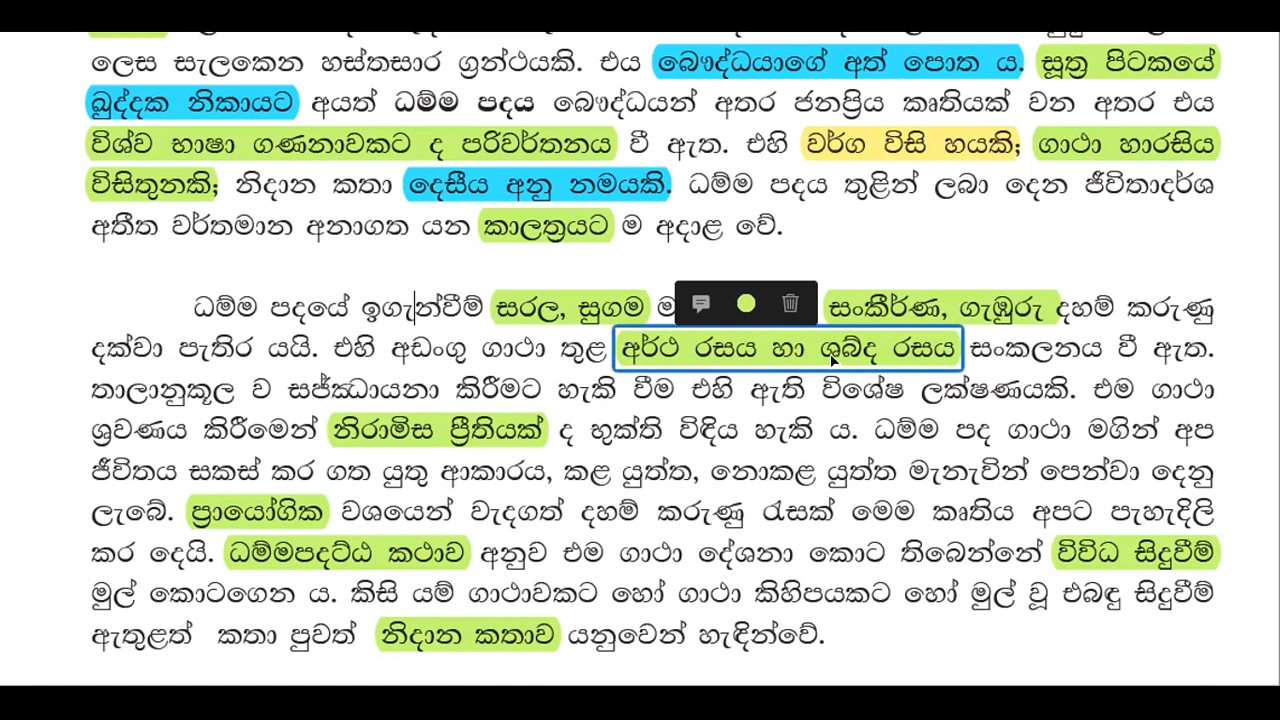 ලෙස සැලකෙන හස්තසාර ග්‍රන්ථයකි. එය බෞද්ධයාගේ අත් පොත ය. සූත්‍ර පිටකයේ
ඛුද්දක නිකායට අයත් ධම්ම පදය බෞද්ධයන් අතර ජනප්‍රිය කෘතියක් වන අතර එය
විශ්ව භාෂා ගණනාවකට ද පරිවර්තනය වී ඇත. එහි වර්ග විසි හයකි; ගාථා හාරසිය
විසිතුනකි; නිදාන කතා දෙසීය අනූ නමයකි. ධම්ම පදය තුළින් ලබා දෙන ජීවිතාදර්ශ
අතීත වර්තමාන අනාගත යන කාලත්‍රයට ම අදාළ වේ.
ධම්ම පදයේ ඉගැන්වීම් සරල, සුගම සංකීර්ණ, ගැඹුරු දහම් කරුණු
දක්වා පැතිර යයි. එහි අඩංගු ගාථා තුළ අර්ථ රසය හා ශබ්ද රසය සංකලනය වී ඇත.
තාලානුකූල ව සජ්ඣායනා කිරීමට හැකි වීම එහි ඇති විශේෂ ලක්ෂණයකි. එම ගාථා
ශ්‍රවණය කිරීමෙන් නිරාමිස ප්‍රීතියක් ද භුක්ති විඳිය හැකි ය. ධම්ම පද ගාථා මගින් අප
ජීවිතය සකස් කර ගත යුතු ආකාරය, කළ යුත්ත, නොකළ යුත්ත මැනැවින් පෙන්වා දෙනු
ලැබේ. ප්‍රායෝගික වශයෙන් වැදගත් දහම් කරුණු රැසක් මෙම කෘතිය අපට පැහැදිලි
කර දෙයි. ධම්මපදට්ඨ කථාව අනුව එම ගාථා දේශනා කොට තිබෙන්නේ විවිධ සිදුවීම්
මුල් කොටගෙන ය. කිසි යම් ගාථාවකට හෝ ගාථා කිහිපයකට හෝ මුල් වූ එබඳු සිදුවීම්
ඇතුළත් කතා පුවත් නිදාන කතාව යනුවෙන් හැඳින්වේ.